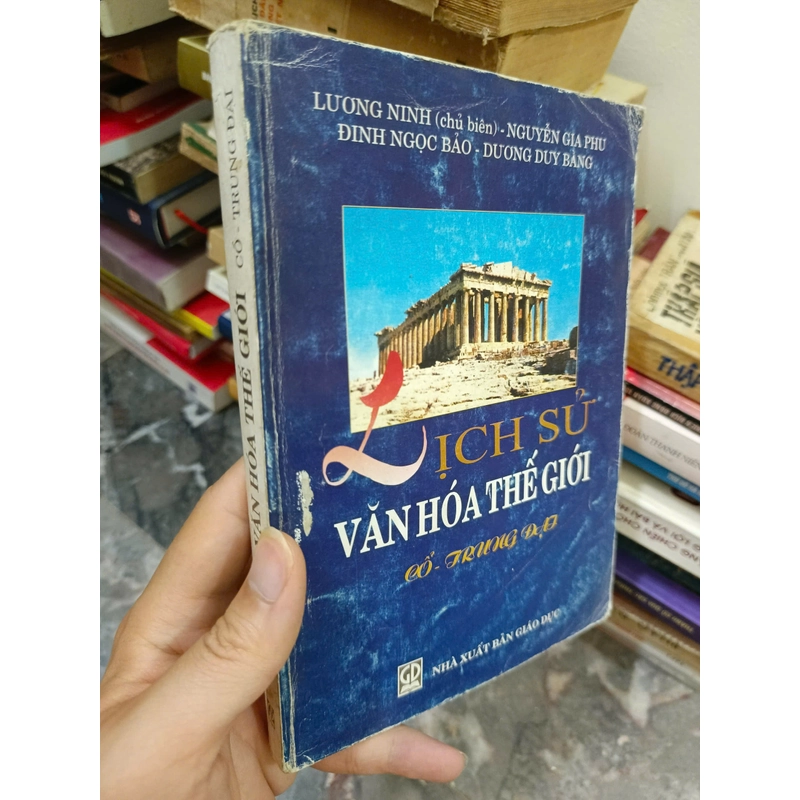 LƯƠNG NINH (chủ biên) - NGUYỄN GIA PHU
ĐINH NGỌC BẢO - DƯƠNG DUY BẰNG
LỊCH SỬ
VĂN HÓA THẾ GIỚI
CỔ - TRUNG ĐẠI
GD
NHÀ XUẤT BẢN GIÁO DỤC
VĂN HÓA THẾ GIỚI CỔ - TRUNG ĐẠI